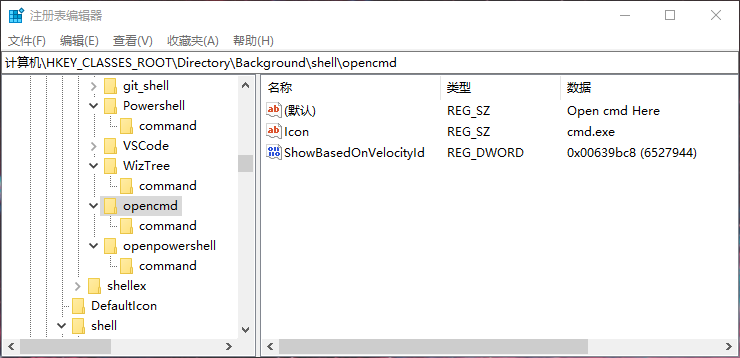 注册表编辑器
文件(F) 编辑(E) 查看(V) 收藏夹(A) 帮助(H)
计算机\HKEY_CLASSES_ROOT\Directory\Background\shell\opencmd
git_shell
Powershell
command
VSCode
WizTree
command
opencmd
command
openpowershell
command
shellex
DefaultIcon
shell
名称 类型 数据
(默认) REG_SZ Open cmd Here
Icon REG_SZ cmd.exe
ShowBasedOnVelocityId REG_DWORD 0x00639bc8 (6527944)